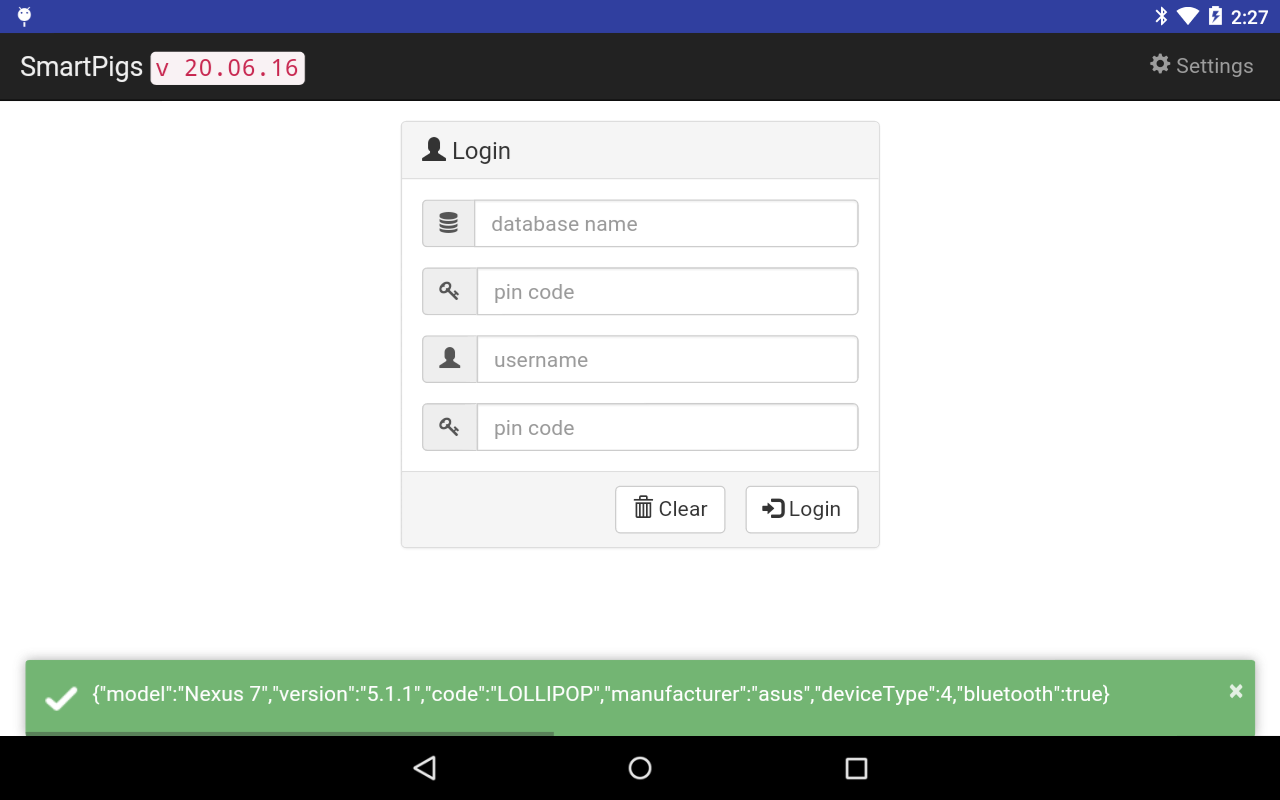 2:27
SmartPigs v 20.06.16
Settings
Login
database name
pin code
username
pin code
Clear
Login
{"model":"Nexus 7","version":"5.1.1","code":"LOLLIPOP","manufacturer":"asus","deviceType":4,"bluetooth":true}
×